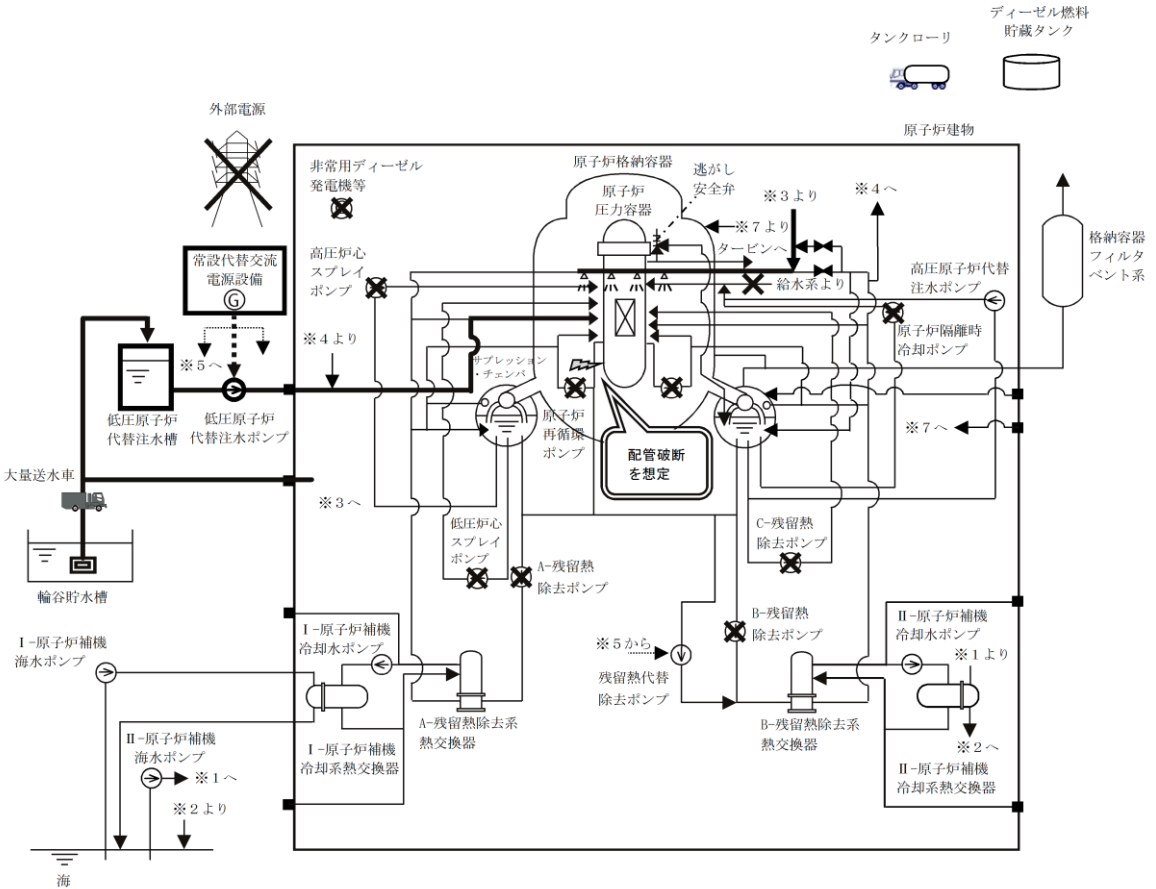 ディーゼル燃料
貯蔵タンク
タンクローリ
外部電源
原子炉建物
非常用ディーゼル
発電機等
原子炉格納容器
原子炉
圧力容器
逃がし
安全弁
※3より
※4へ
※7より
タービンへ
格納容器
フィルタ
ベント系
常設代替交流
電源設備
G
高圧炉心
スプレイ
ポンプ
給水系より
高圧原子炉代替
注水ポンプ
原子炉隔離時
冷却ポンプ
※4より
※5へ
サプレッション
・チェンバ
低圧原子炉
代替注水槽
低圧原子炉
代替注水ポンプ
原子炉
再循環
ポンプ
配管破断
を想定
※7へ
大量送水車
※3へ
低圧炉心
スプレイ
ポンプ
A-残留熱
除去ポンプ
C-残留熱
除去ポンプ
輪谷貯水槽
Ⅰ-原子炉補機
海水ポンプ
Ⅰ-原子炉補機
冷却水ポンプ
※5から
残留熱代替
除去ポンプ
B-残留熱
除去ポンプ
Ⅱ-原子炉補機
冷却水ポンプ
※1より
A-残留熱除去系
熱交換器
B-残留熱除去系
熱交換器
※2へ
Ⅱ-原子炉補機
海水ポンプ
Ⅰ-原子炉補機
冷却系熱交換器
Ⅱ-原子炉補機
冷却系熱交換器
※1へ
※2より
海